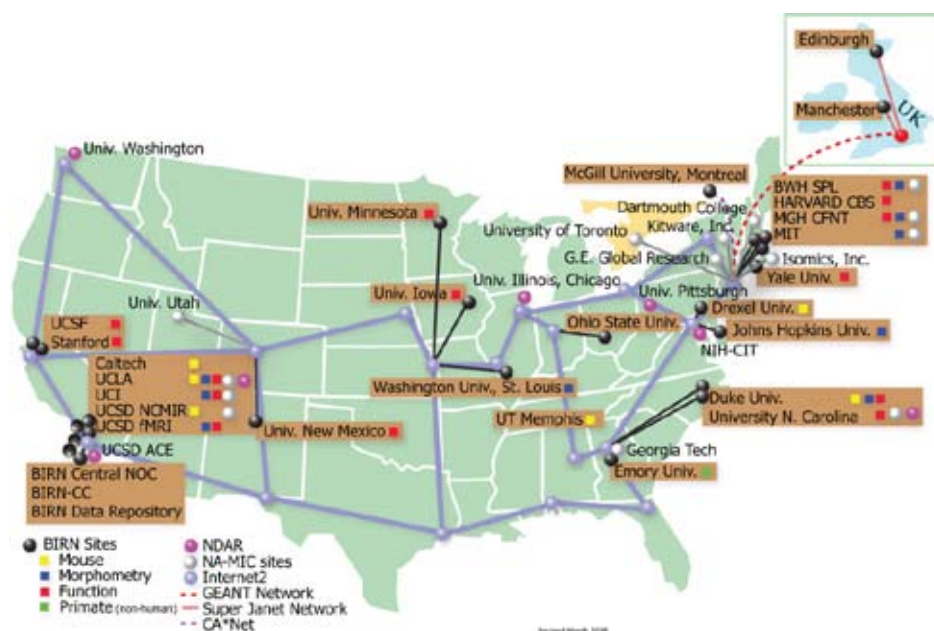 Edinburgh
Manchester
UK
Univ. Washington
McGill University, Montreal
BWH SPL
HARVARD CBS
MGH CFNT
MIT
Dartmouth College
Kitware, Inc.
Univ. Minnesota
University of Toronto
G.E. Global Research
Isomics, Inc.
Yale Univ.
Univ. Illinois, Chicago
Univ. Pittsburgh
Univ. Iowa
Univ. Utah
Drexel Univ.
UCSF
Stanford
Ohio State Univ.
Johns Hopkins Univ.
NIH-CIT
Caltech
UCLA
UCI
UCSD NCMIR
UCSD fMRI
Washington Univ., St. Louis
Duke Univ.
University N. Carolina
UT Memphis
Univ. New Mexico
UCSD ACE
Georgia Tech
Emory Univ.
BIRN Central NOC
BIRN-CC
BIRN Data Repository
BIRN Sites
Mouse
Morphometry
Function
Primate (non-human)
NDAR
NA-MIC sites
Internet2
GEANT Network
Super Janet Network
CA*Net